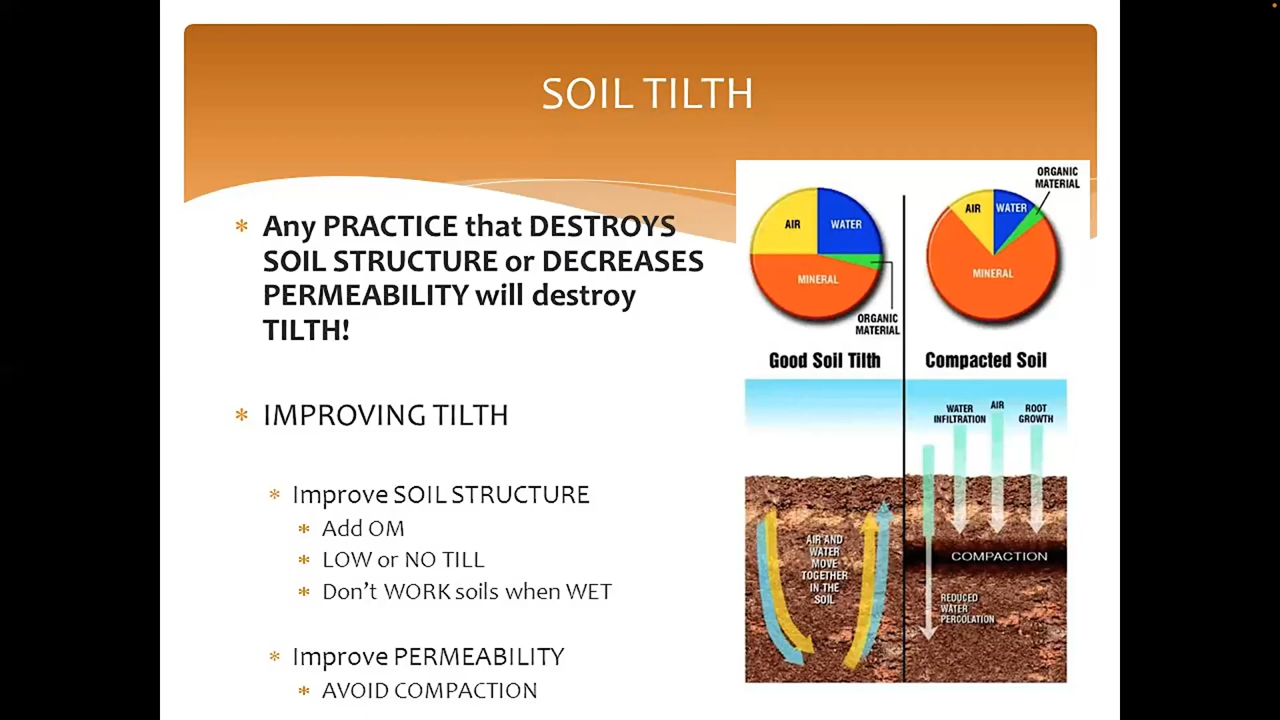 SOIL TILTH
* Any PRACTICE that DESTROYS
SOIL STRUCTURE or DECREASES
PERMEABILITY will destroy
TILTH!
* IMPROVING TILTH
* Improve SOIL STRUCTURE
* Add OM
* LOW or NO TILL
* Don't WORK soils when WET
* Improve PERMEABILITY
* AVOID COMPACTION
AIR
WATER
MINERAL
ORGANIC
MATERIAL
Good Soil Tilth
ORGANIC
MATERIAL
AIR
WATER
MINERAL
Compacted Soil
AIR AND
WATER
MOVE
TOGETHER
IN THE
SOIL
WATER
INFILTRATION
AIR
ROOT
GROWTH
COMPACTION
REDUCED
WATER
PERCOLATION